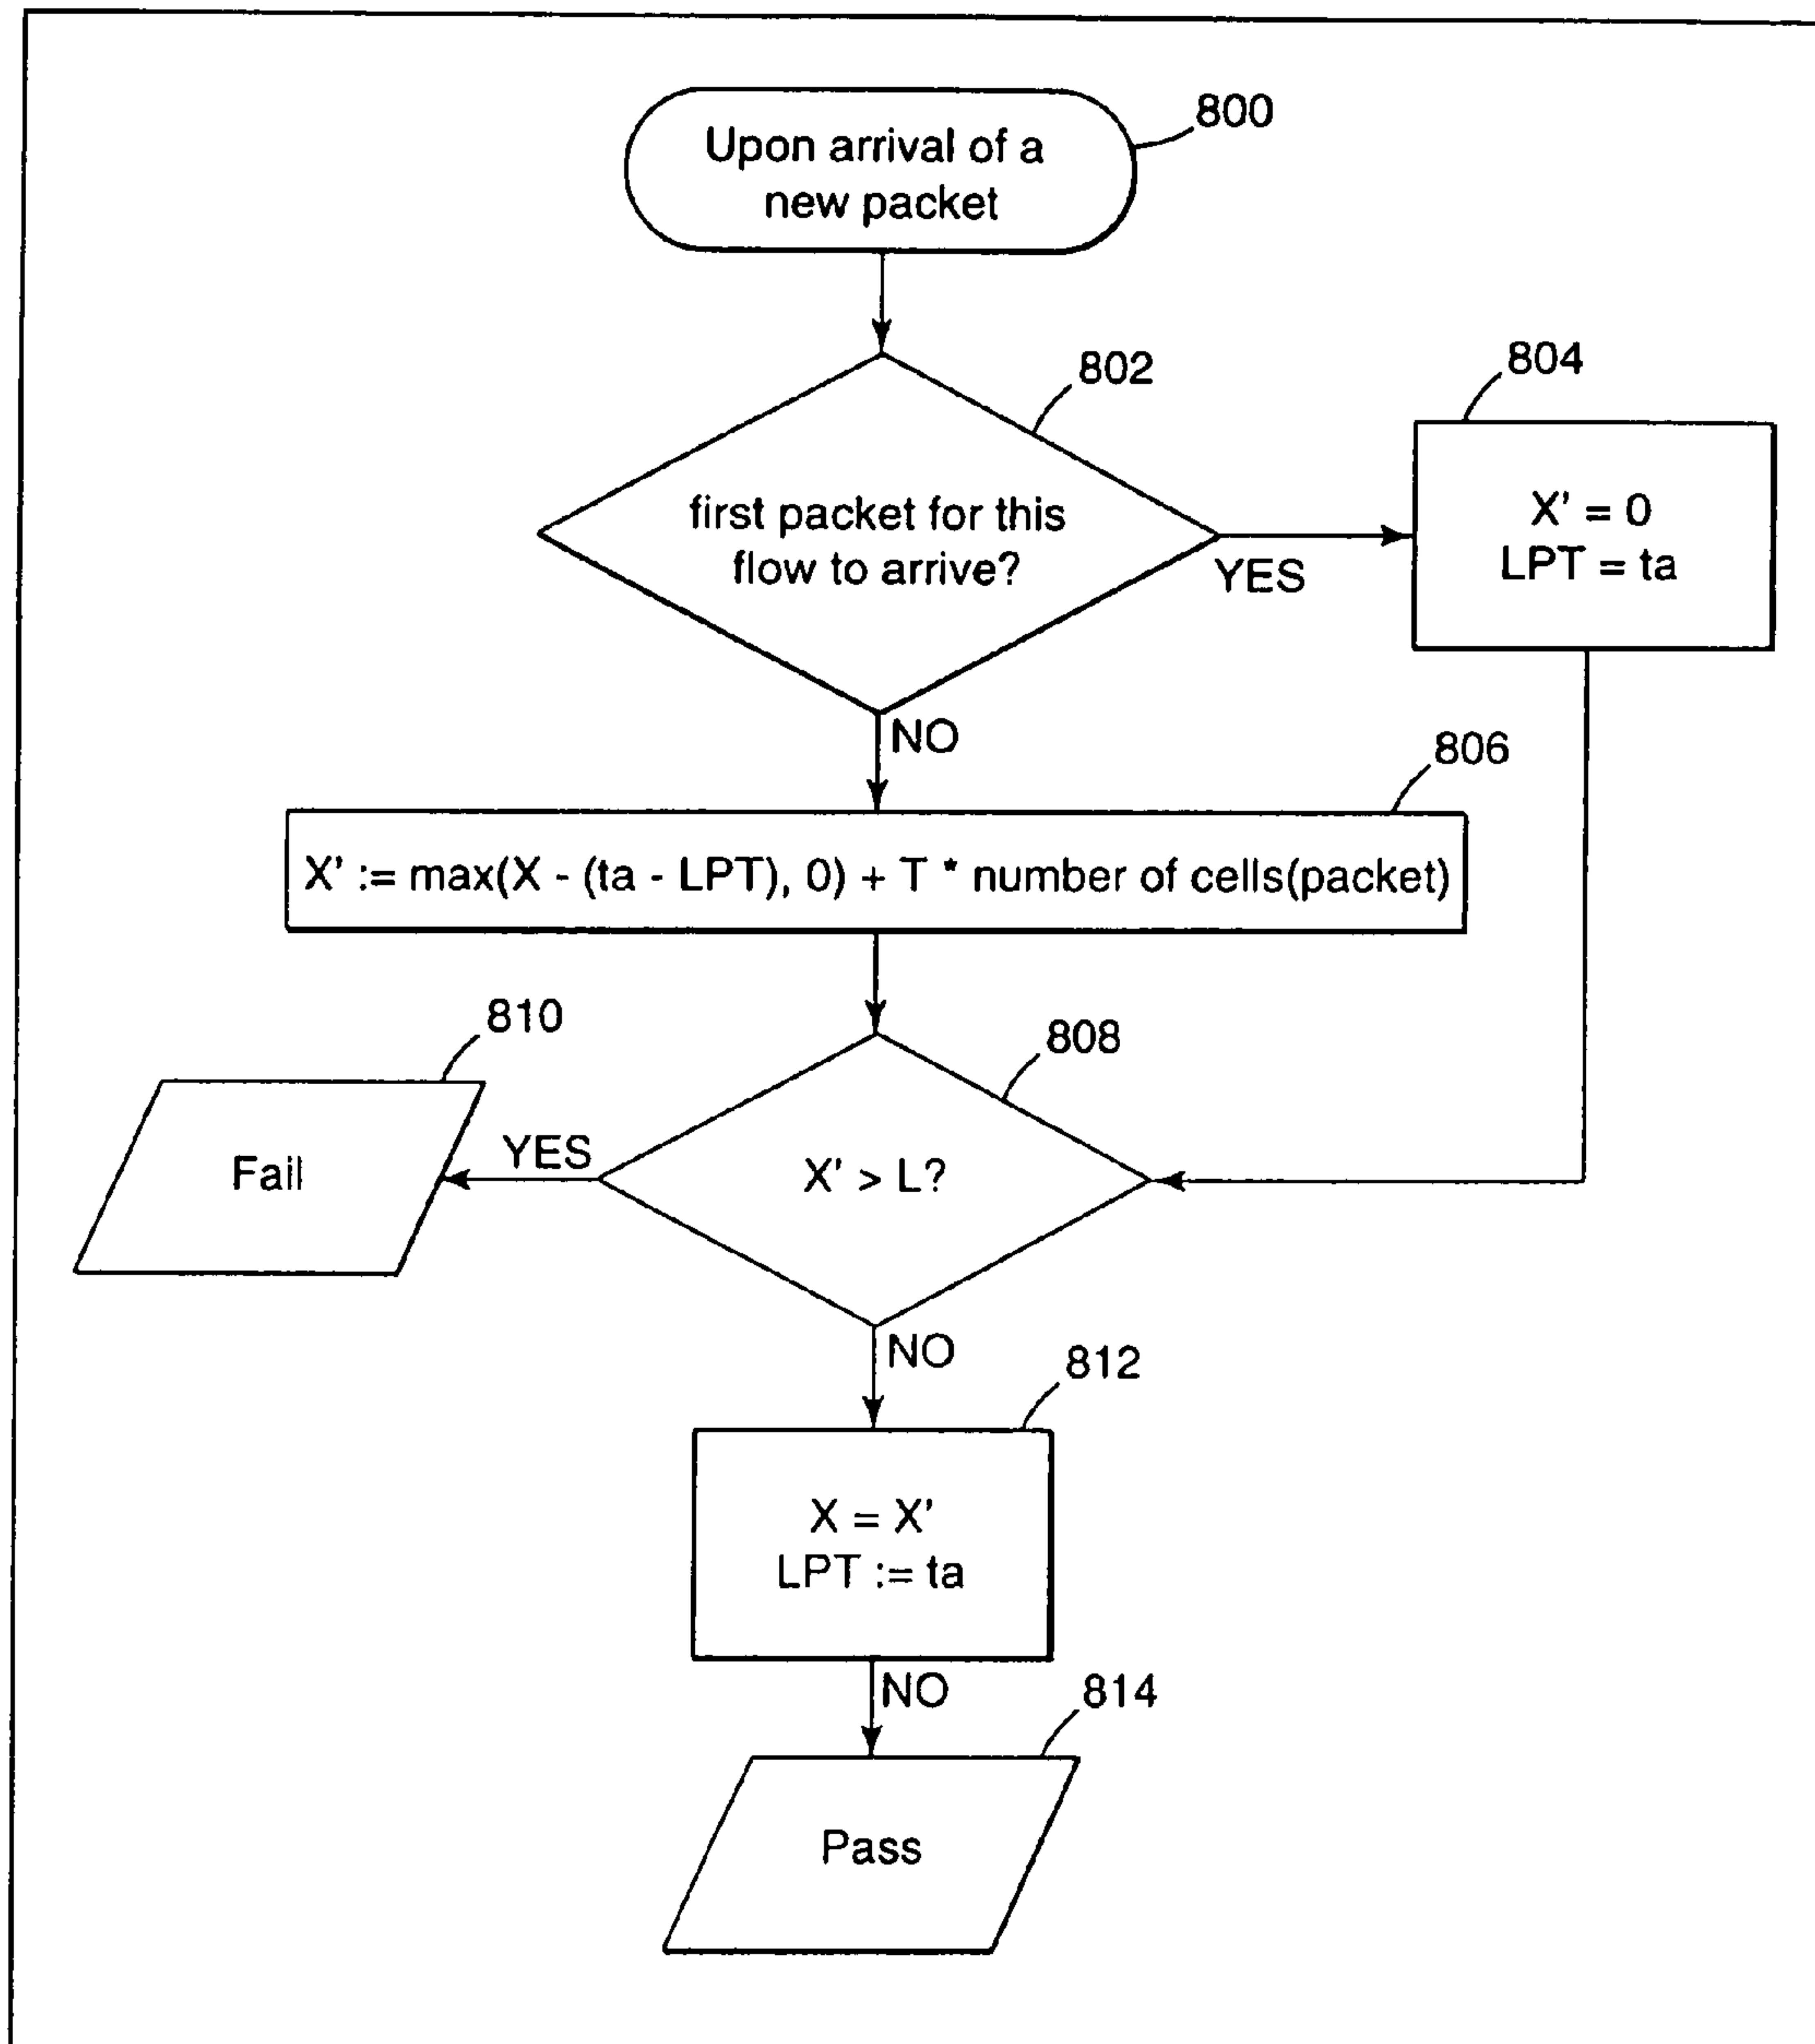 800
Upon arrival of a
new packet
802
first packet for this
flow to arrive?
YES
804
X' = 0
LPT = ta
NO
806
X' := max(X - (ta - LPT), 0) + T * number of cells(packet)
810
Fail
YES
808
X' > L?
NO
812
X = X'
LPT := ta
NO
814
Pass